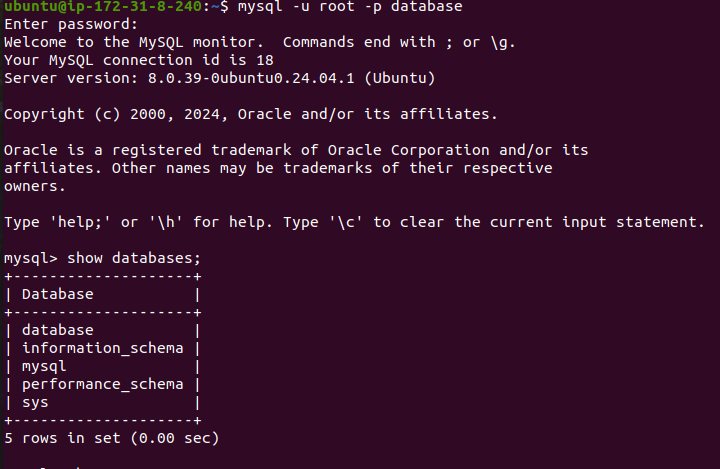 ubuntu@ip-172-31-8-240:~$ mysql -u root -p database
Enter password:
Welcome to the MySQL monitor.  Commands end with ; or \g.
Your MySQL connection id is 18
Server version: 8.0.39-0ubuntu0.24.04.1 (Ubuntu)

Copyright (c) 2000, 2024, Oracle and/or its affiliates.

Oracle is a registered trademark of Oracle Corporation and/or its
affiliates. Other names may be trademarks of their respective
owners.

Type 'help;' or '\h' for help. Type '\c' to clear the current input statement.

mysql> show databases;
+--------------------+
| Database           |
+--------------------+
| database           |
| information_schema |
| mysql              |
| performance_schema |
| sys                |
+--------------------+
5 rows in set (0.00 sec)